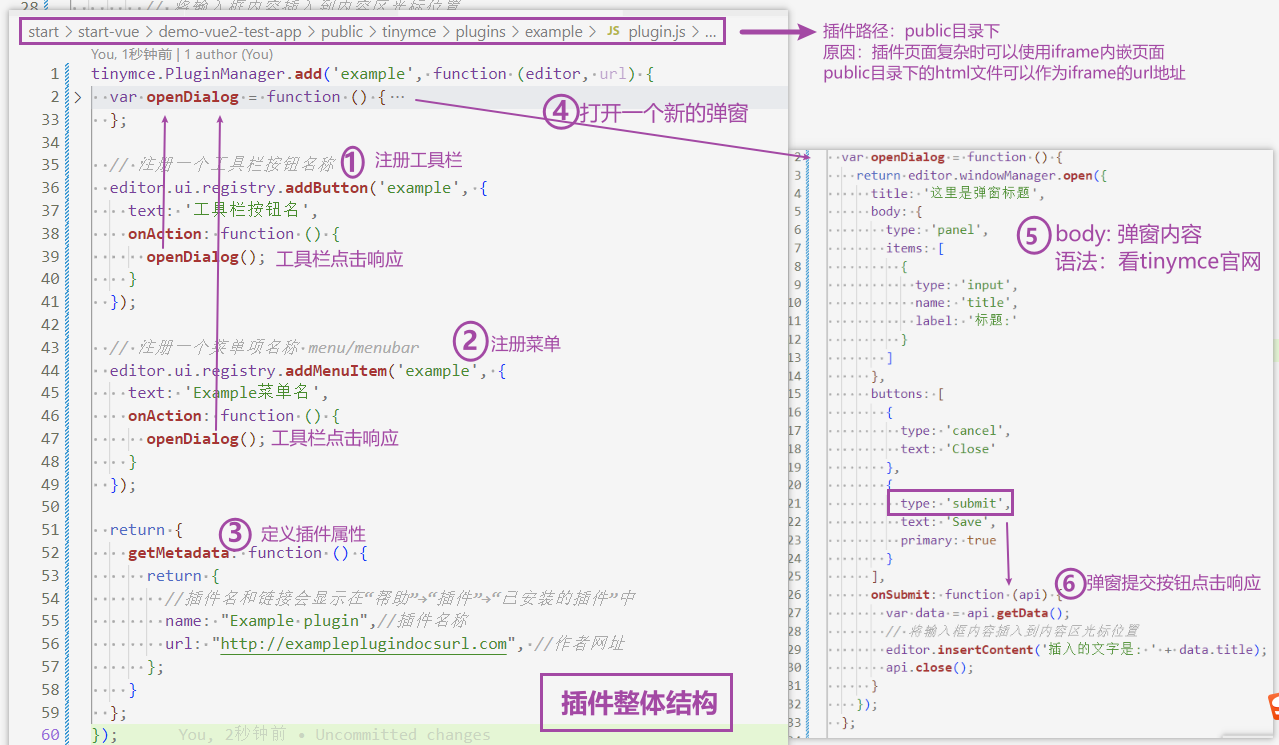 28 // 将输入框内容插入到内容区光标位置
start > start-vue > demo-vue2-test-app > public > tinymce > plugins > example > JS plugin.js > ...
插件路径：public目录下
原因：插件页面复杂时可以使用iframe内嵌页面
public目录下的html文件可以作为iframe的url地址
You, 1秒钟前 | 1 author (You)
1 tinymce.PluginManager.add('example', function (editor, url) {
2 > var openDialog = function () { ...
④打开一个新的弹窗
33 };
34
35 // 注册一个工具栏按钮名称 ① 注册工具栏
36 editor.ui.registry.addButton('example', {
37 text: '工具栏按钮名',
38 onAction: function () {
39 openDialog(); 工具栏点击响应
40 }
41 });
42
43 // 注册一个菜单项名称 menu/menubar ② 注册菜单
44 editor.ui.registry.addMenuItem('example', {
45 text: 'Example菜单名',
46 onAction: function () {
47 openDialog(); 工具栏点击响应
48 }
49 });
50
51 return { ③ 定义插件属性
52 getMetadata: function () {
53 return {
54 //插件名和链接会显示在“帮助”→“插件”→“已安装的插件”中
55 name: "Example plugin",//插件名称
56 url: "http://exampleplugindocsurl.com", //作者网址
57 };
58 }
59 };
60 }); You, 2秒钟前 • Uncommitted changes
插件整体结构
2 var openDialog = function () {
3 return editor.windowManager.open({
4 title: '这里是弹窗标题',
5 body: {
6 type: 'panel',
7 items: [
8 {
9 type: 'input',
10 name: 'title',
11 label: '标题:'
12 }
13 ]
14 },
15 buttons: [
16 {
17 type: 'cancel',
18 text: 'Close'
19 },
20 {
21 type: 'submit',
22 text: 'Save',
23 primary: true
24 }
25 ],
26 onSubmit: function (api) {
27 var data = api.getData();
28 // 将输入框内容插入到内容区光标位置
29 editor.insertContent('插入的文字是: ' + data.title);
30 api.close();
31 }
32 });
33 };
⑤ body: 弹窗内容
语法：看tinymce官网
⑥弹窗提交按钮点击响应